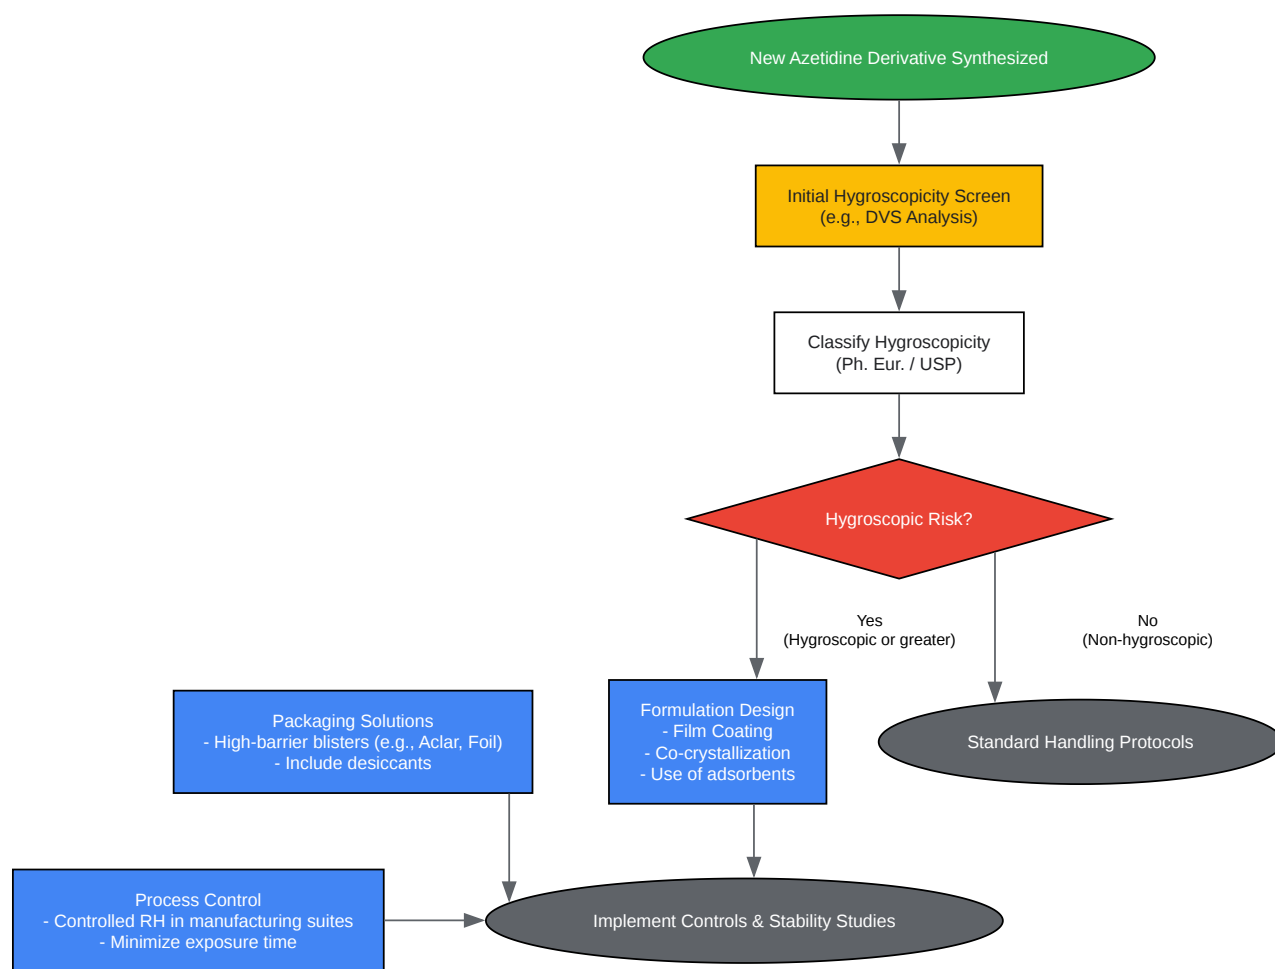 New Azetidine Derivative Synthesized
Initial Hygroscopicity Screen
(e.g., DVS Analysis)
Classify Hygroscopicity
(Ph. Eur. / USP)
Hygroscopic Risk?
Yes
(Hygroscopic or greater)
No
(Non-hygroscopic)
Packaging Solutions
- High-barrier blisters (e.g., Aclar, Foil)
- Include desiccants
Formulation Design
- Film Coating
- Co-crystallization
- Use of adsorbents
Standard Handling Protocols
Process Control
- Controlled RH in manufacturing suites
- Minimize exposure time
Implement Controls & Stability Studies